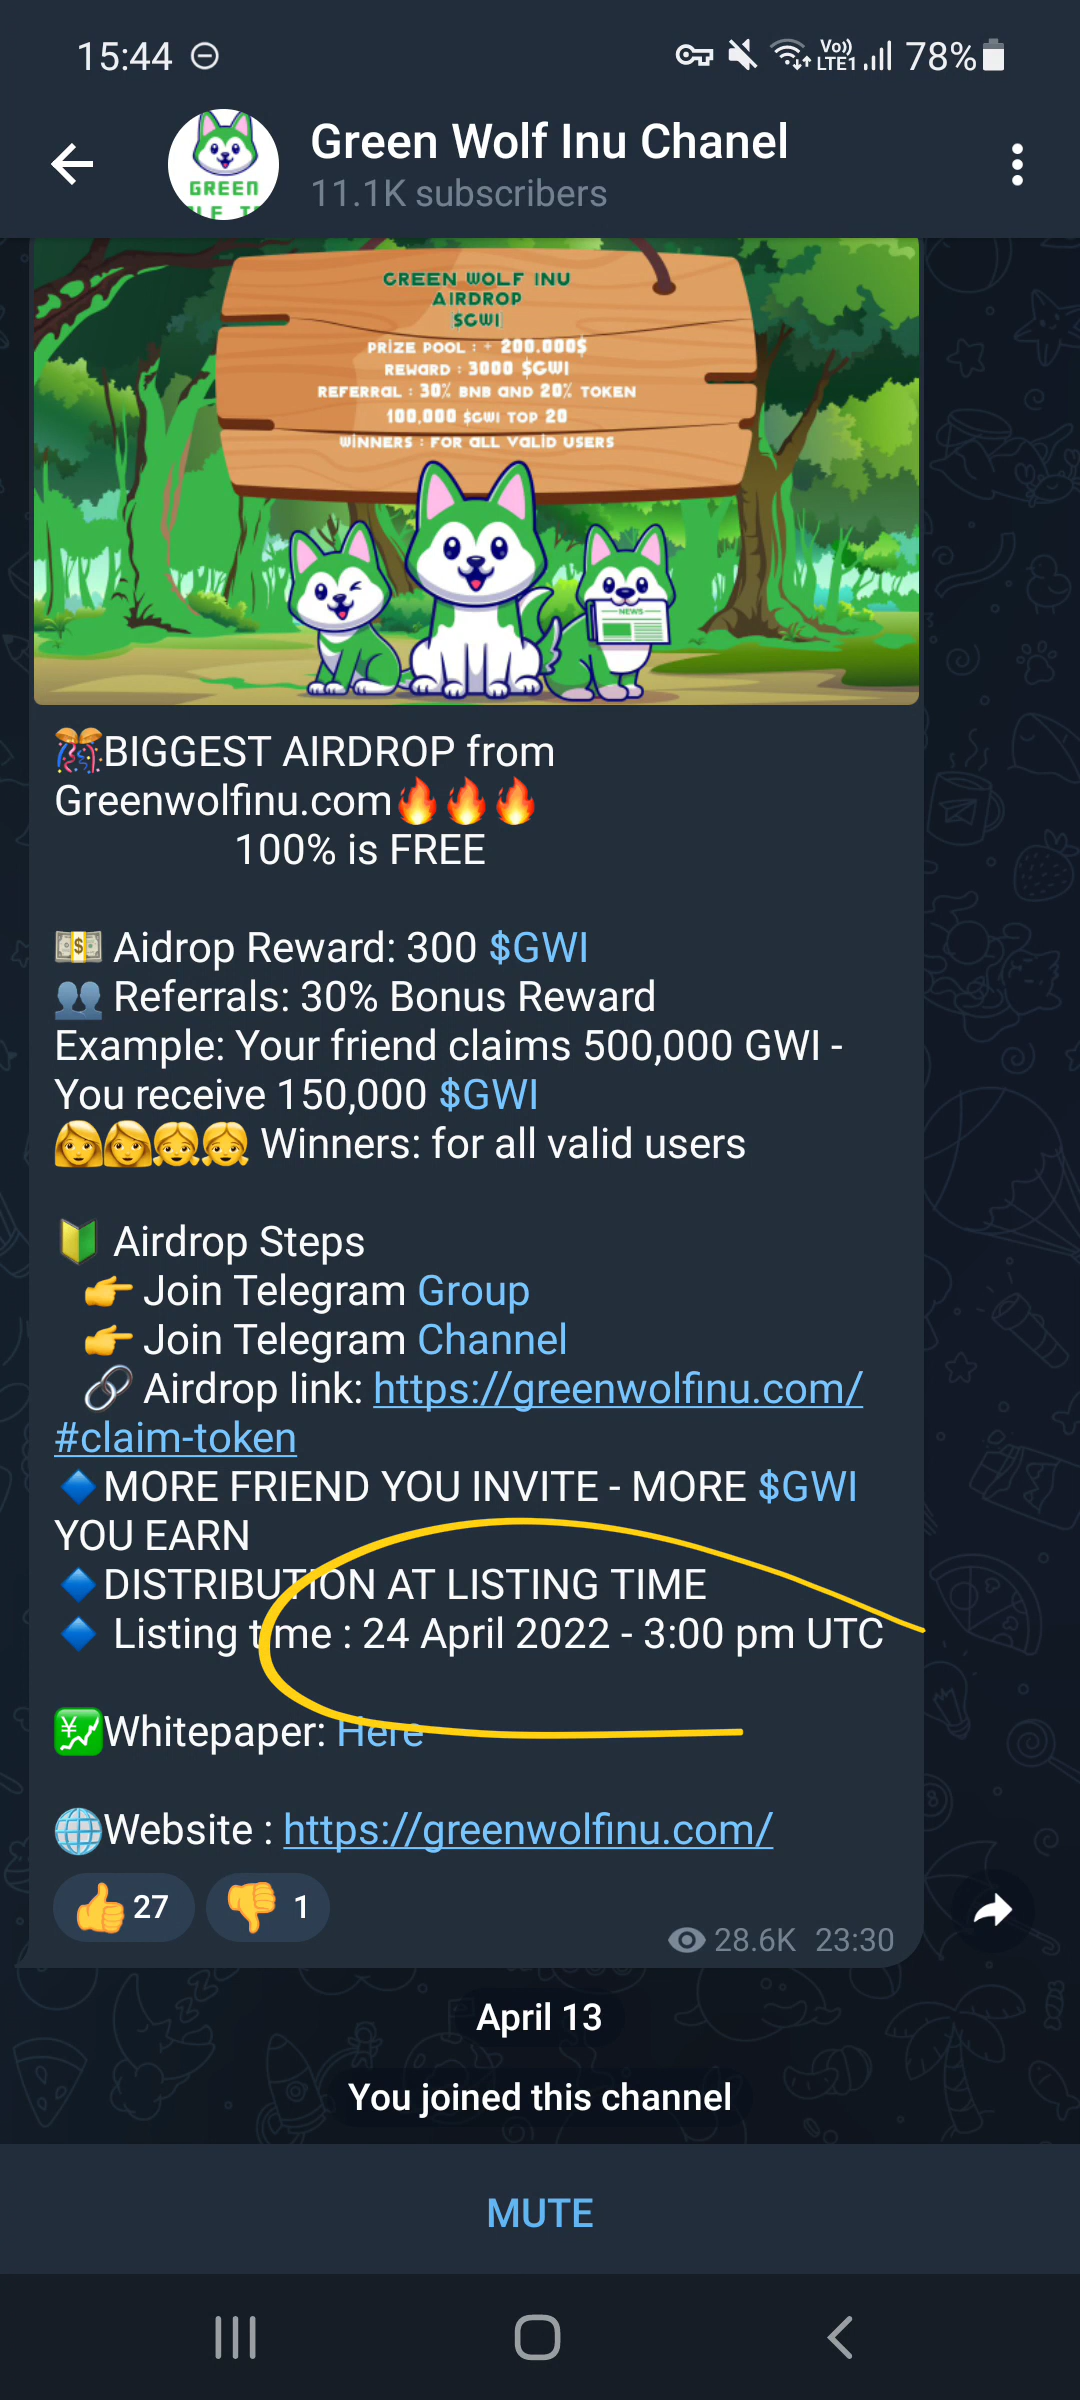 15:44
Vo))
LTE1
78%
Green Wolf Inu Chanel
11.1K subscribers
GREEN
GREEN WOLF INU
AIRDROP
$GWI
PRIZE POOL : + 200.000$
REWARD : 3000 $GWI
REFERRAL : 30% BNB AND 20% TOKEN
100,000 $GWI TOP 20
WINNERS : FOR ALL VALID USERS
NEWS
🎊BIGGEST AIRDROP from
Greenwolfinu.com🔥🔥🔥
100% is FREE
💵 Aidrop Reward: 300 $GWI
👥 Referrals: 30% Bonus Reward
Example: Your friend claims 500,000 GWI -
You receive 150,000 $GWI
👩👩👧👧 Winners: for all valid users
🔰 Airdrop Steps
👉 Join Telegram Group
👉 Join Telegram Channel
🔗 Airdrop link: https://greenwolfinu.com/
#claim-token
🔷MORE FRIEND YOU INVITE - MORE $GWI
YOU EARN
🔷DISTRIBUTION AT LISTING TIME
🔷 Listing time : 24 April 2022 - 3:00 pm UTC
💹Whitepaper: Here
🌐Website : https://greenwolfinu.com/
👍 27 👎 1
28.6K 23:30
April 13
You joined this channel
MUTE